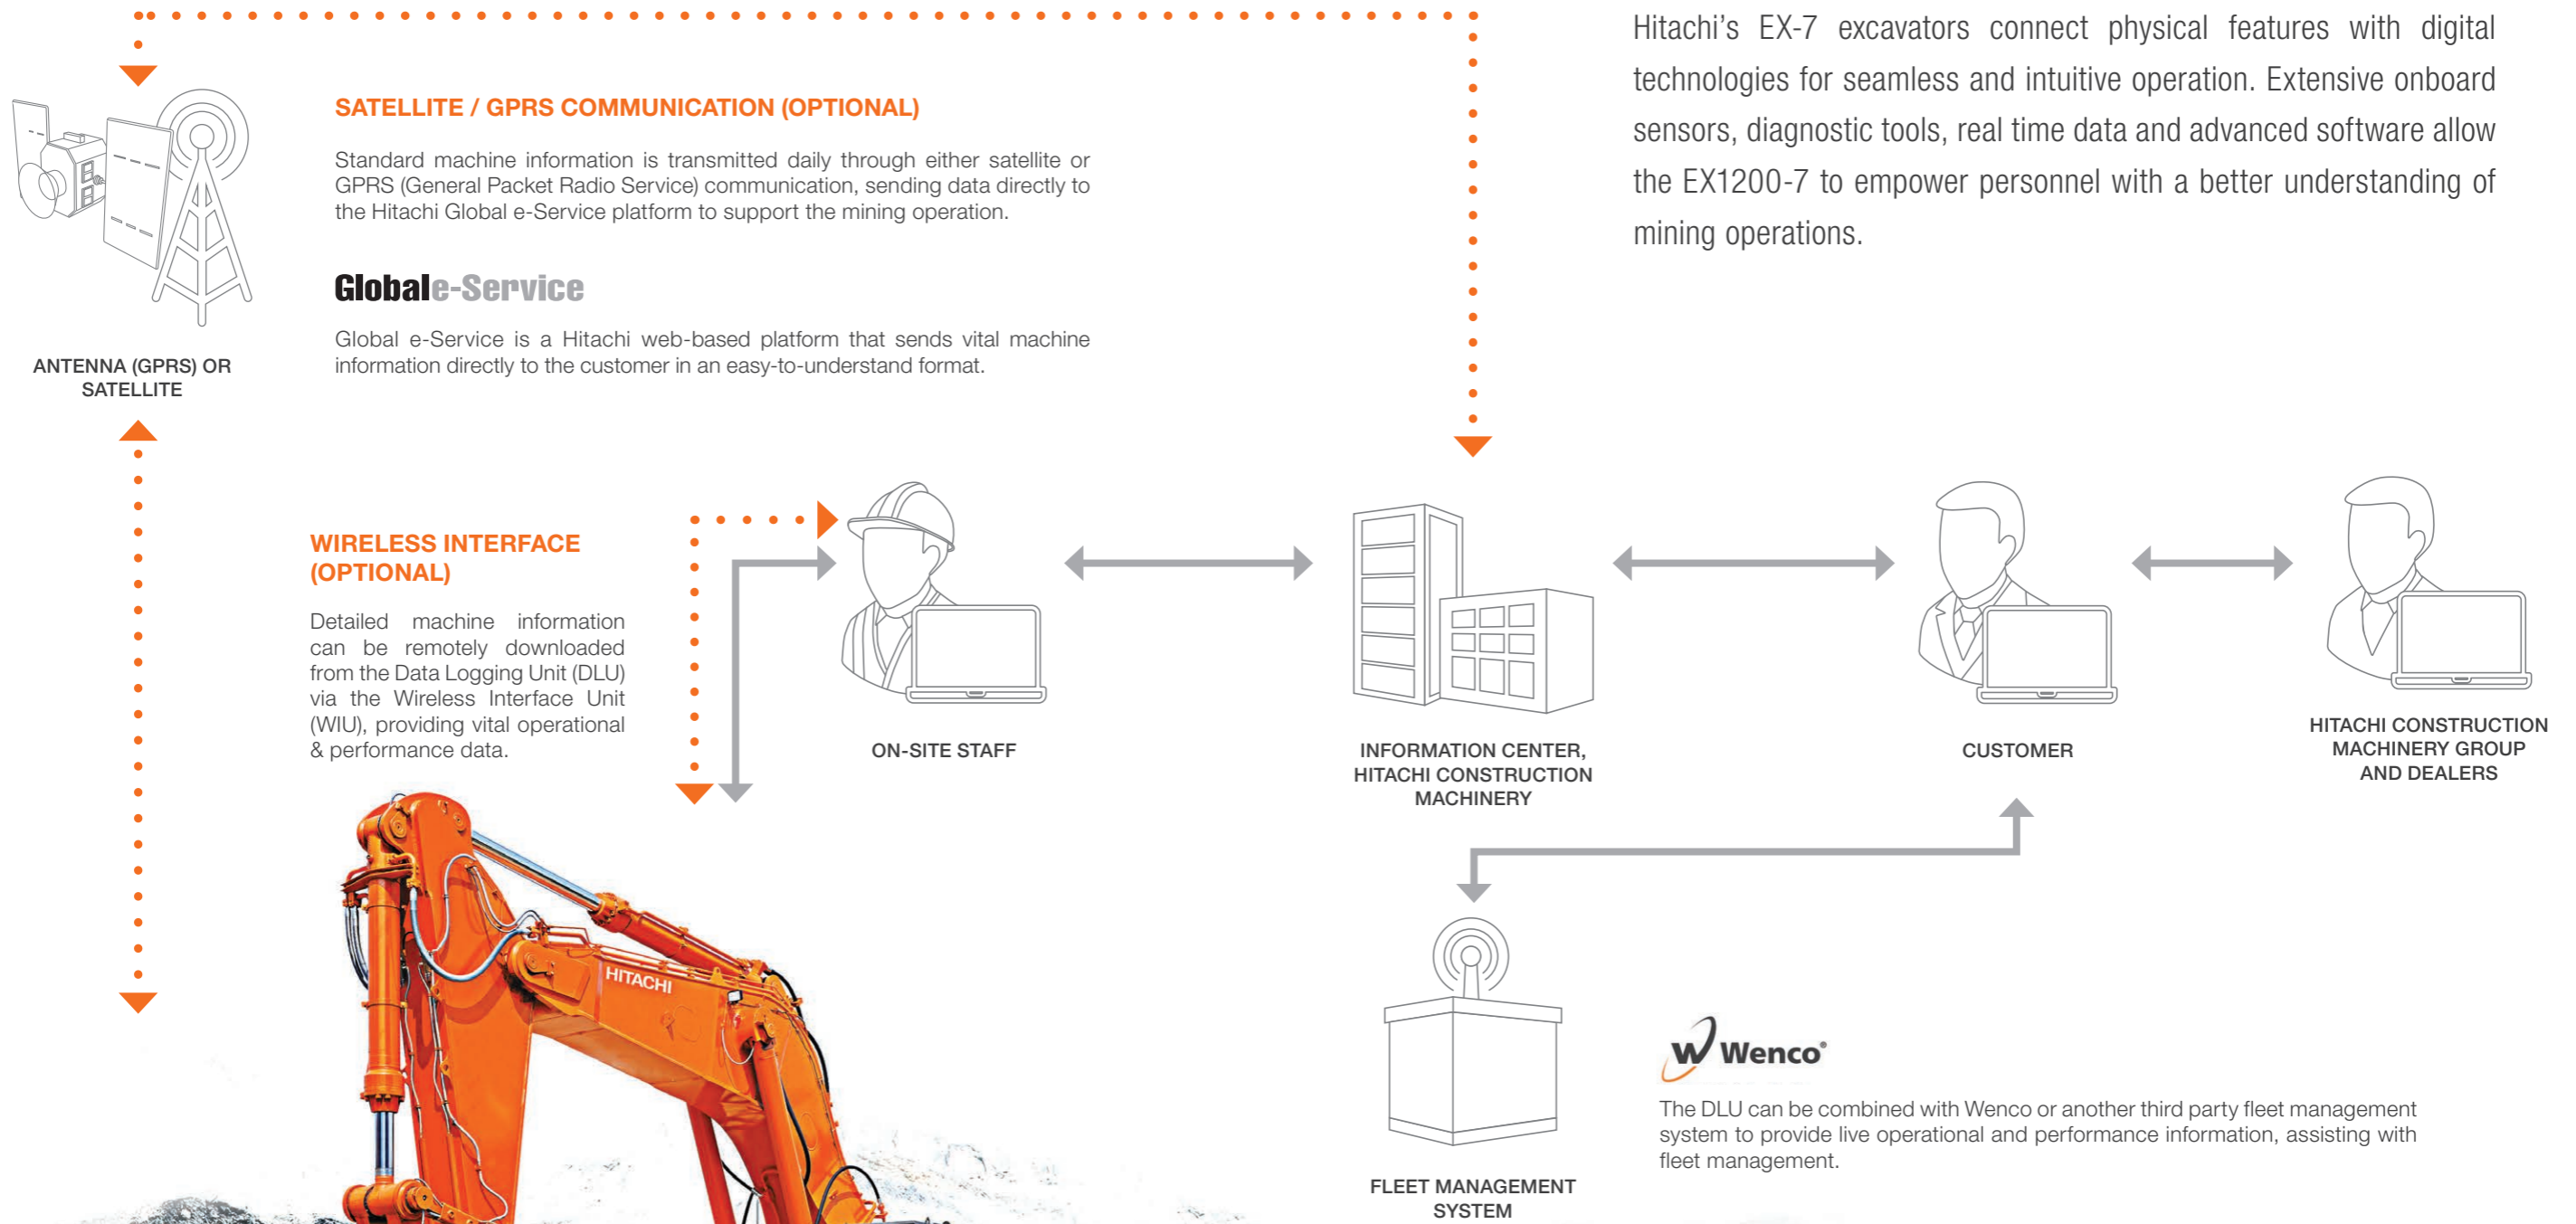 Hitachi's EX-7 excavators connect physical features with digital
technologies for seamless and intuitive operation. Extensive onboard
sensors, diagnostic tools, real time data and advanced software allow
the EX1200-7 to empower personnel with a better understanding of
mining operations.
SATELLITE / GPRS COMMUNICATION (OPTIONAL)
Standard machine information is transmitted daily through either satellite or
GPRS (General Packet Radio Service) communication, sending data directly to
the Hitachi Global e-Service platform to support the mining operation.
Globale-Service
Global e-Service is a Hitachi web-based platform that sends vital machine
information directly to the customer in an easy-to-understand format.
ANTENNA (GPRS) OR
SATELLITE
WIRELESS INTERFACE
(OPTIONAL)
Detailed machine information
can be remotely downloaded
from the Data Logging Unit (DLU)
via the Wireless Interface Unit
(WIU), providing vital operational
& performance data.
ON-SITE STAFF
INFORMATION CENTER,
HITACHI CONSTRUCTION
MACHINERY
CUSTOMER
HITACHI CONSTRUCTION
MACHINERY GROUP
AND DEALERS
HITACHI
W Wenco®
The DLU can be combined with Wenco or another third party fleet management
system to provide live operational and performance information, assisting with
fleet management.
FLEET MANAGEMENT
SYSTEM